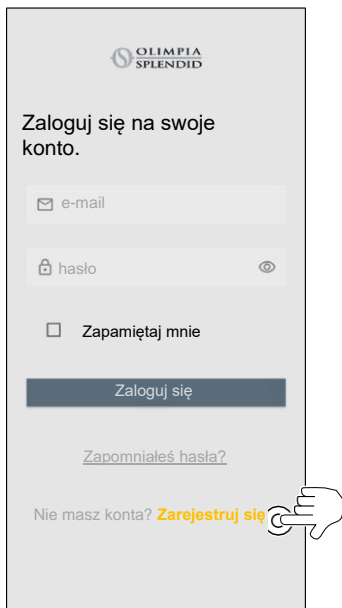 OLIMPIA
SPLENDID
Zaloguj się na swoje
konto.
e-mail
hasło
Zapamiętaj mnie
Zaloguj się
Zapomniałeś hasła?
Nie masz konta? Zarejestruj się